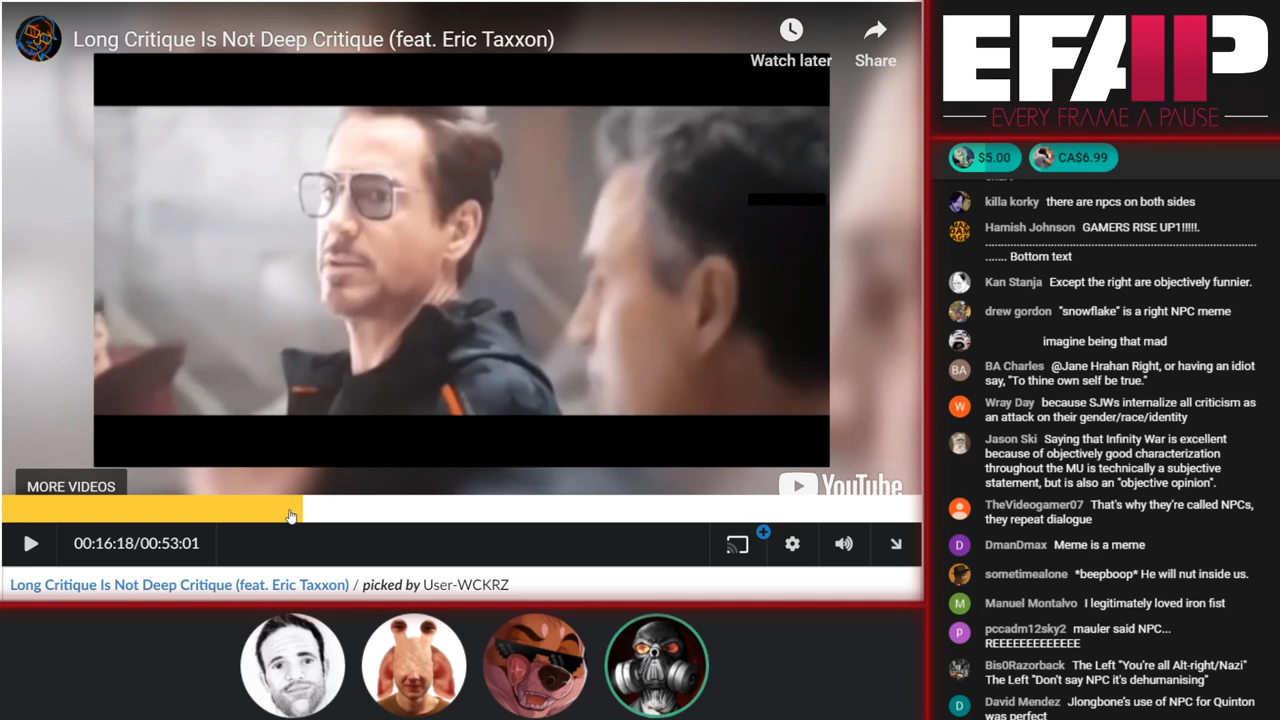 Long Critique Is Not Deep Critique (feat. Eric Taxxon)
Watch later
Share
MORE VIDEOS
YouTube
00:16:18/00:53:01
Long Critique Is Not Deep Critique (feat. Eric Taxxon) / picked by User-WCKRZ
EFAP
EVERY FRAME A PAUSE
$5.00
CA$6.99
killa korky there are npcs on both sides
Hamish Johnson GAMERS RISE UP1!!!!!.
....... Bottom text
Kan Stanja Except the right are objectively funnier.
drew gordon "snowflake" is a right NPC meme
imagine being that mad
BA
BA Charles @Jane Hrahan Right, or having an idiot
say, "To thine own self be true."
W
Wray Day because SJWs internalize all criticism as
an attack on their gender/race/identity
Jason Ski Saying that Infinity War is excellent
because of objectively good characterization
throughout the MU is technically a subjective
statement, but is also an "objective opinion".
TheVideogamer07 That's why they're called NPCs,
they repeat dialogue
D
DmanDmax Meme is a meme
sometimealone *beepboop* He will nut inside us.
M
Manuel Montalvo I legitimately loved iron fist
P
pccadm12sky2 mauler said NPC...
REEEEEEEEEEEEE
Bis0Razorback The Left "You're all Alt-right/Nazi"
The Left "Don't say NPC it's dehumanising"
D
David Mendez Jlongbone's use of NPC for Quinton
was perfect